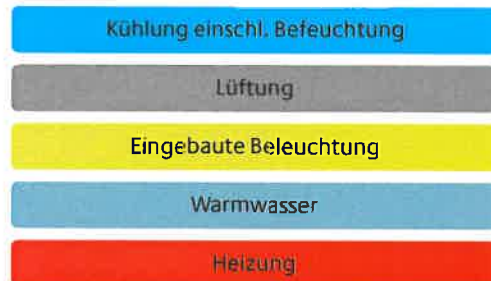 Kühlung einschl. Befeuchtung
Lüftung
Eingebaute Beleuchtung
Warmwasser
Heizung